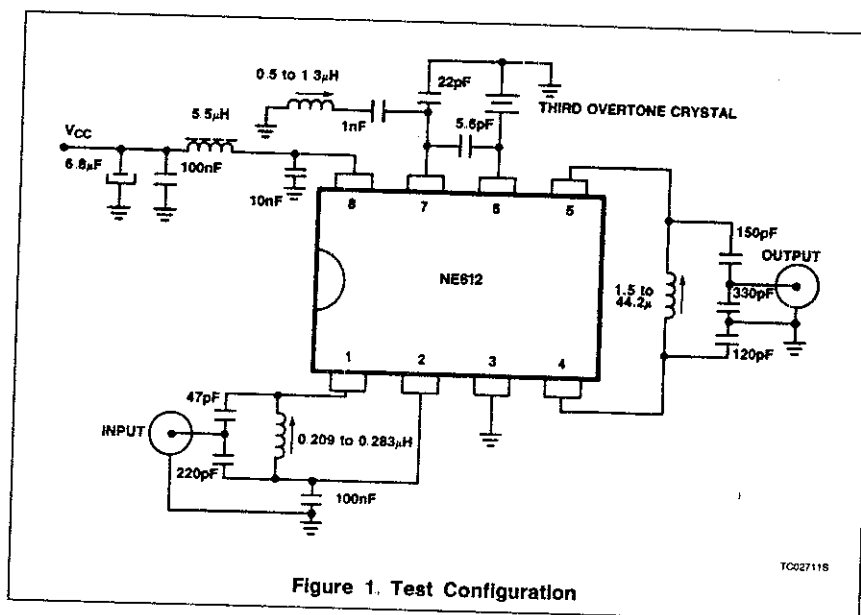 0.5 to 1 3μH
22pF
THIRD OVERTONE CRYSTAL
1nF
5.6pF
5.5μH
VCC
6.8μF
100nF
10nF
8
7
6
5
NE612
150pF
OUTPUT
330pF
1.5 to
44.2μ
120pF
1
2
3
4
47pF
INPUT
0.209 to 0.283μH
220pF
100nF
TC02711S
Figure 1. Test Configuration